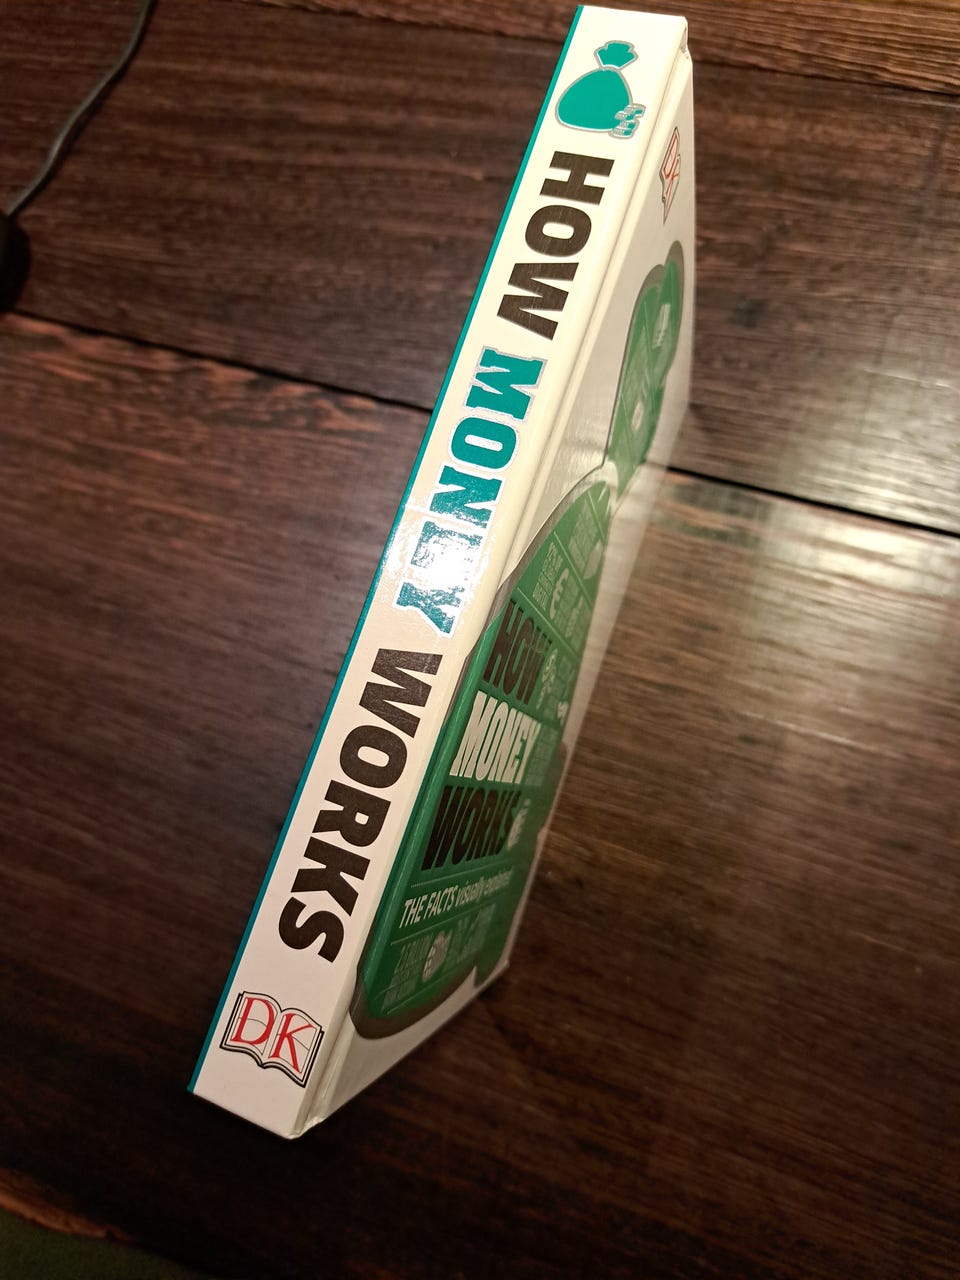 HOW MONEY WORKS
DK
DK
HOW
MONEY
WORKS
THE FACTS visually explained